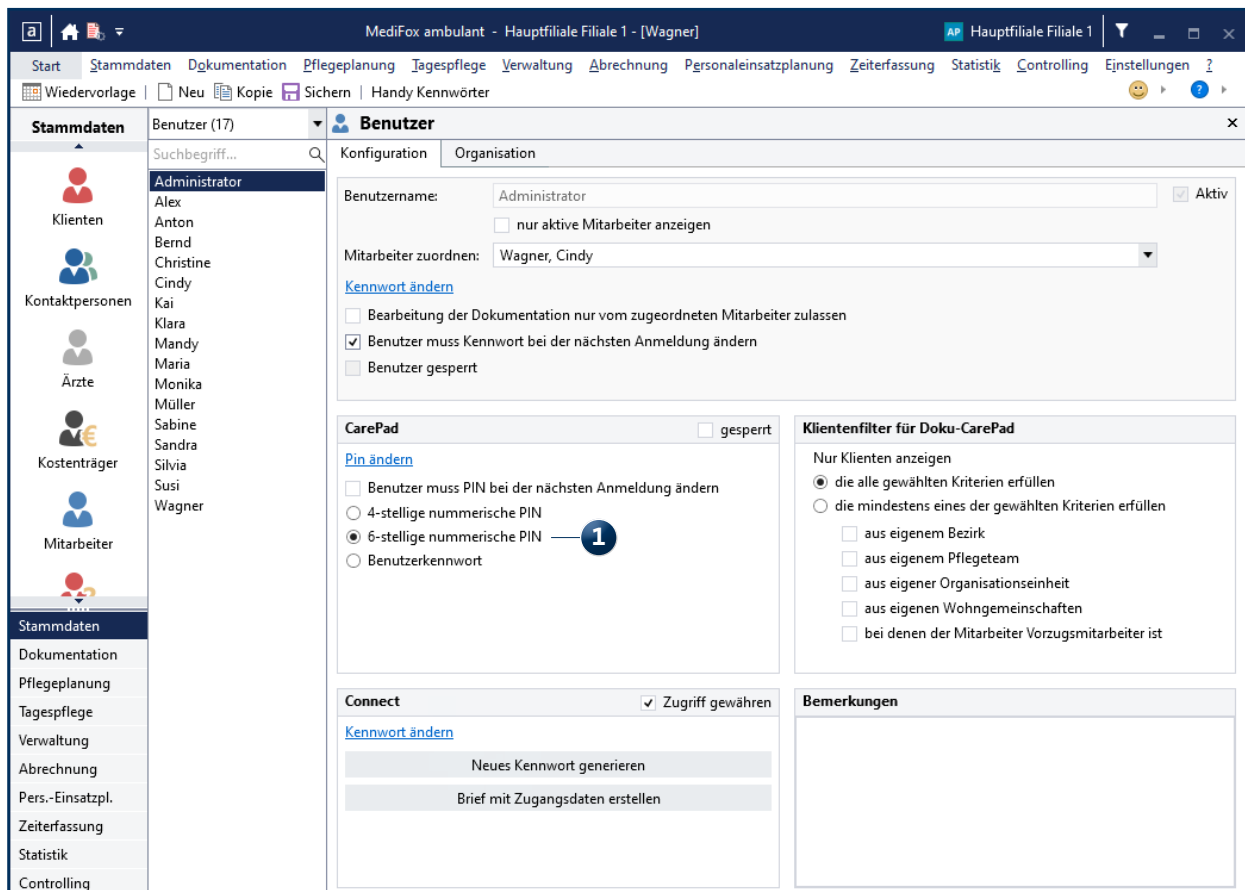 a
MediFox ambulant - Hauptfiliale Filiale 1 - [Wagner]
AP Hauptfiliale Filiale 1
Start Stammdaten Dokumentation Pflegeplanung Tagespflege Verwaltung Abrechnung Personaleinsatzplanung Zeiterfassung Statistik Controlling Einstellungen ?
Wiedervorlage | Neu Kopie Sichern | Handy Kennwörter
?
Stammdaten
Klienten
Kontaktpersonen
Ärzte
Kostenträger
Mitarbeiter
Stammdaten
Dokumentation
Pflegeplanung
Tagespflege
Verwaltung
Abrechnung
Pers.-Einsatzpl.
Zeiterfassung
Statistik
Controlling
Benutzer (17)
Suchbegriff...
Administrator
Alex
Anton
Bernd
Christine
Cindy
Kai
Klara
Mandy
Maria
Monika
Müller
Sabine
Sandra
Silvia
Susi
Wagner
Benutzer
Konfiguration Organisation
Benutzername: Administrator Aktiv
nur aktive Mitarbeiter anzeigen
Mitarbeiter zuordnen: Wagner, Cindy
Kennwort ändern
Bearbeitung der Dokumentation nur vom zugeordneten Mitarbeiter zulassen
Benutzer muss Kennwort bei der nächsten Anmeldung ändern
Benutzer gesperrt
CarePad gesperrt
Pin ändern
Benutzer muss PIN bei der nächsten Anmeldung ändern
4-stellige nummerische PIN
6-stellige nummerische PIN 1
Benutzerkennwort
Klientenfilter für Doku-CarePad
Nur Klienten anzeigen
die alle gewählten Kriterien erfüllen
die mindestens eines der gewählten Kriterien erfüllen
aus eigenem Bezirk
aus eigenem Pflegeteam
aus eigener Organisationseinheit
aus eigenen Wohngemeinschaften
bei denen der Mitarbeiter Vorzugsmitarbeiter ist
Connect Zugriff gewähren
Kennwort ändern
Neues Kennwort generieren
Brief mit Zugangsdaten erstellen
Bemerkungen